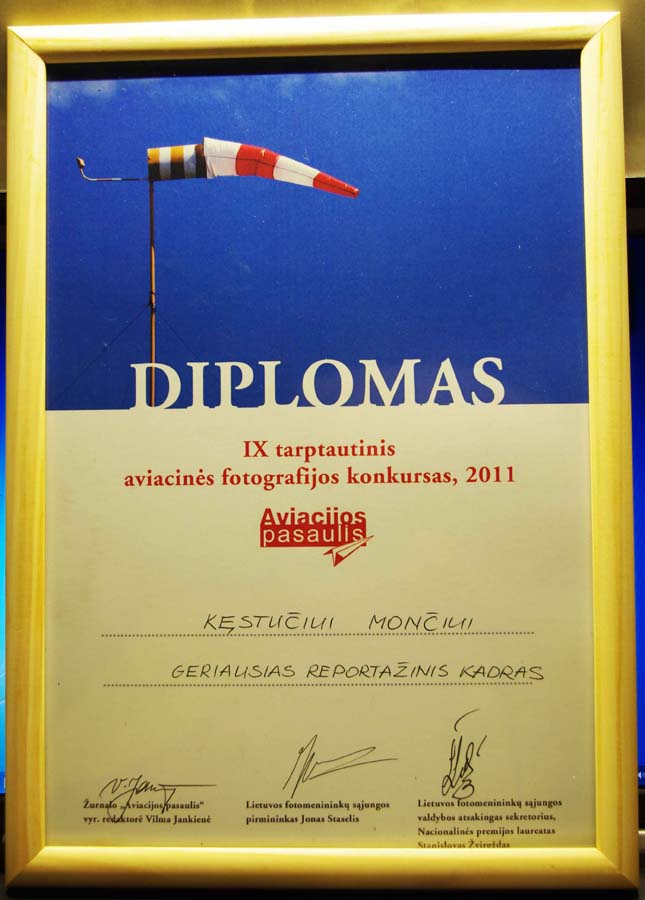 DIPLOMAS
IX tarptautinis
aviacinės fotografijos konkursas, 2011
Aviacijos
pasaulis
KĘSTUČIUI MONČIUI
GERIAUSIAS REPORTAŽINIS KADRAS
Žurnalo „Aviacijos pasaulis“
vyr. redaktorė Vilma Jankienė
Lietuvos fotomenininkų sąjungos
pirmininkas Jonas Staselis
Lietuvos fotomenininkų sąjungos
valdybos atsakingas sekretorius,
Nacionalinės premijos laureatas
Stanislovas Žvirgždas